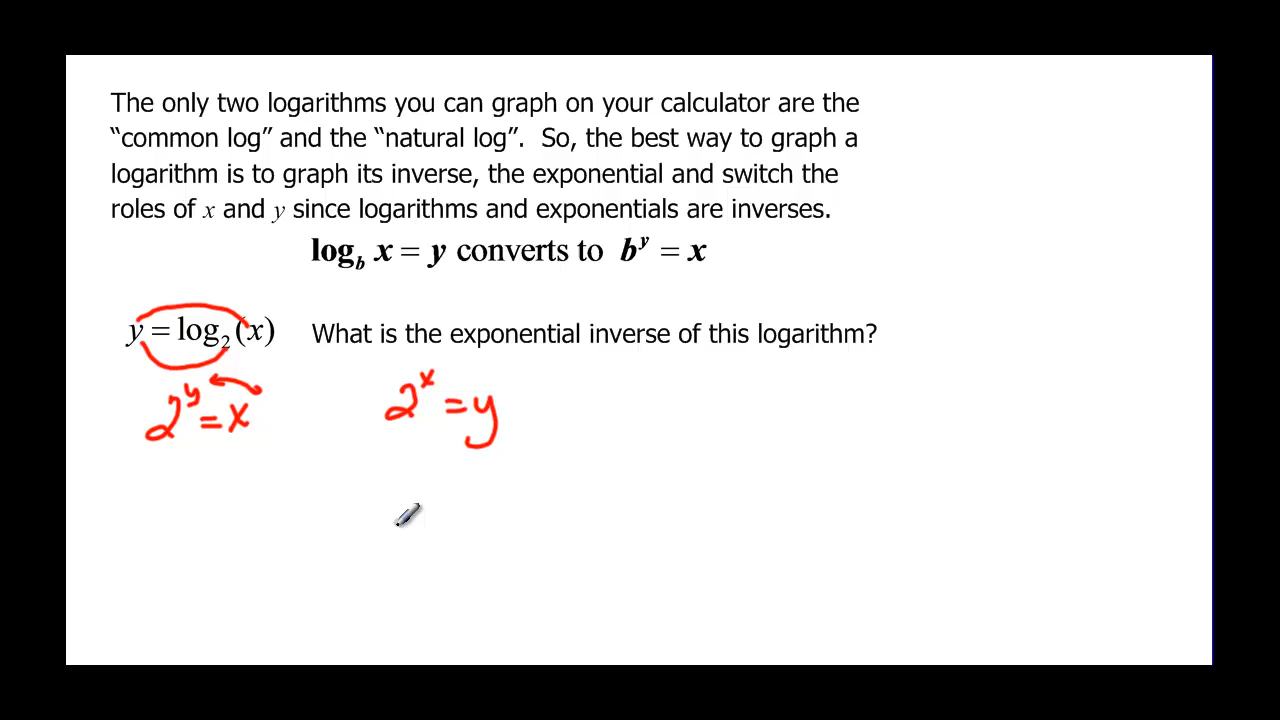 The only two logarithms you can graph on your calculator are the
“common log” and the “natural log”.  So, the best way to graph a
logarithm is to graph its inverse, the exponential and switch the
roles of x and y since logarithms and exponentials are inverses.
log_b x = y converts to b^y = x
y = log_2(x) What is the exponential inverse of this logarithm?
2^y = x 2^x = y